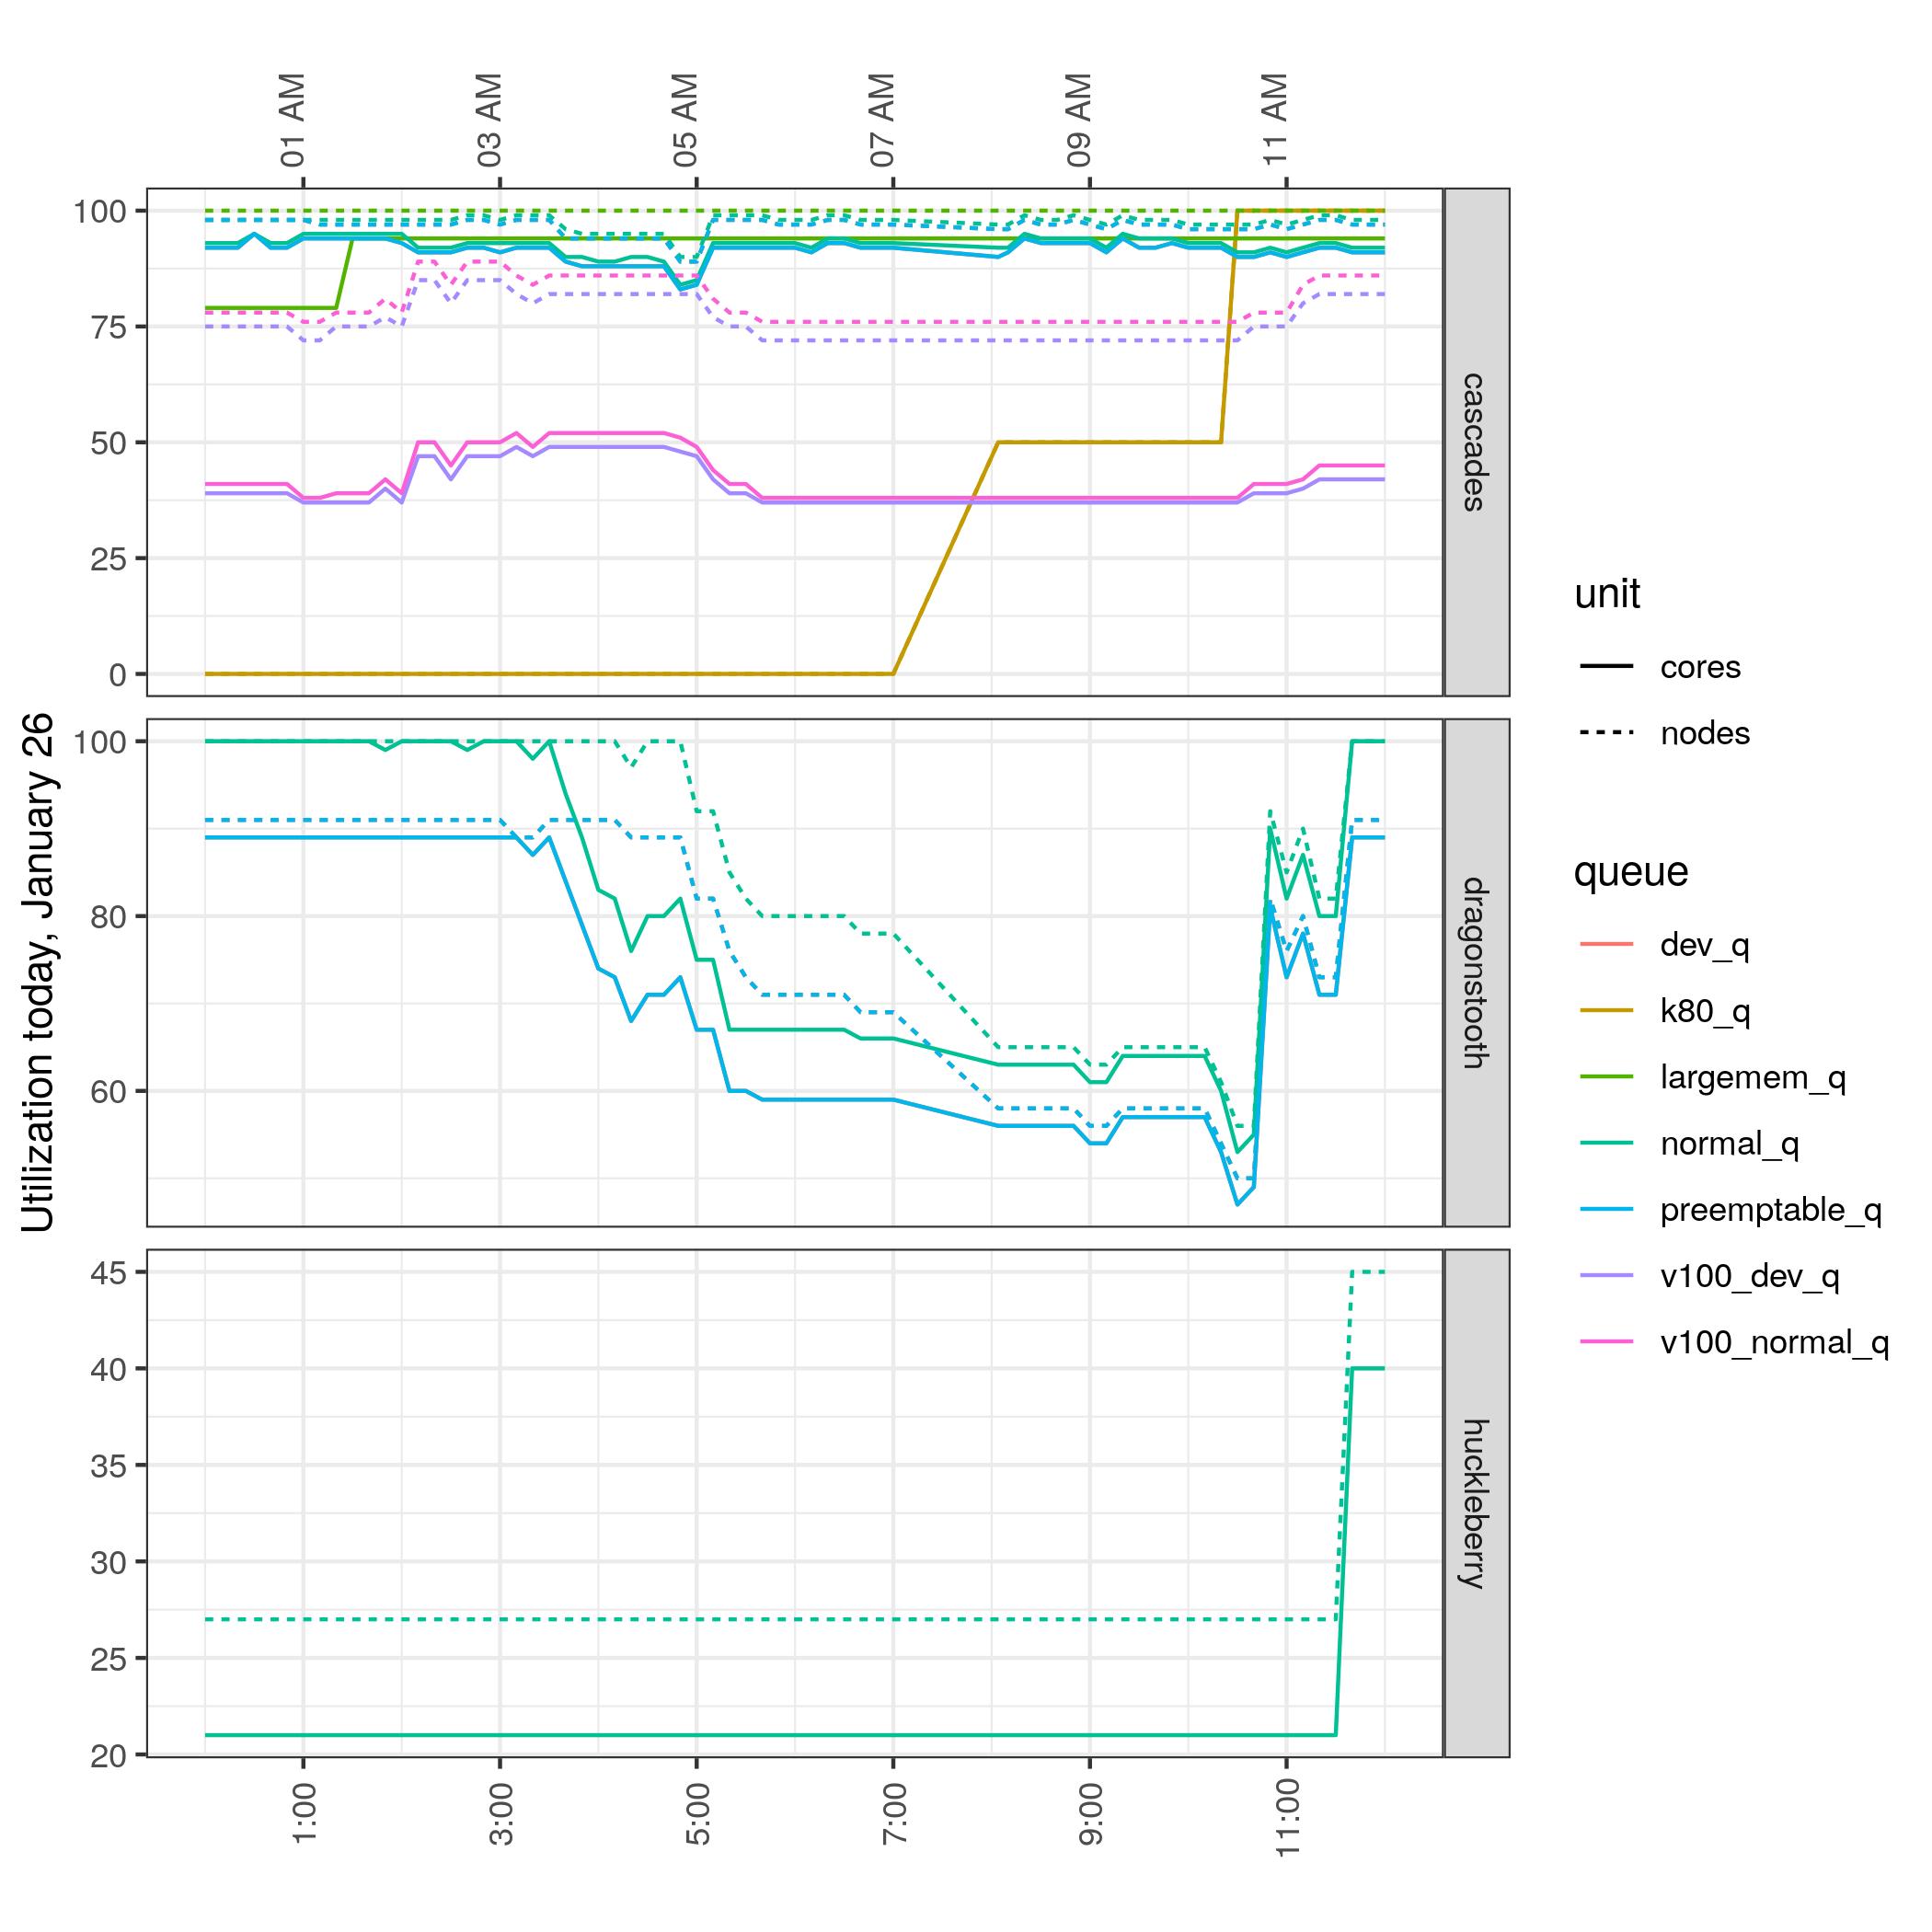 01 AM
03 AM
05 AM
07 AM
09 AM
11 AM
Utilization today, January 26
100
75
50
25
0
cascades
100
80
60
dragonstooth
45
40
35
30
25
20
huckleberry
1:00
3:00
5:00
7:00
9:00
11:00
unit
cores
nodes
queue
dev_q
k80_q
largemem_q
normal_q
preemptable_q
v100_dev_q
v100_normal_q